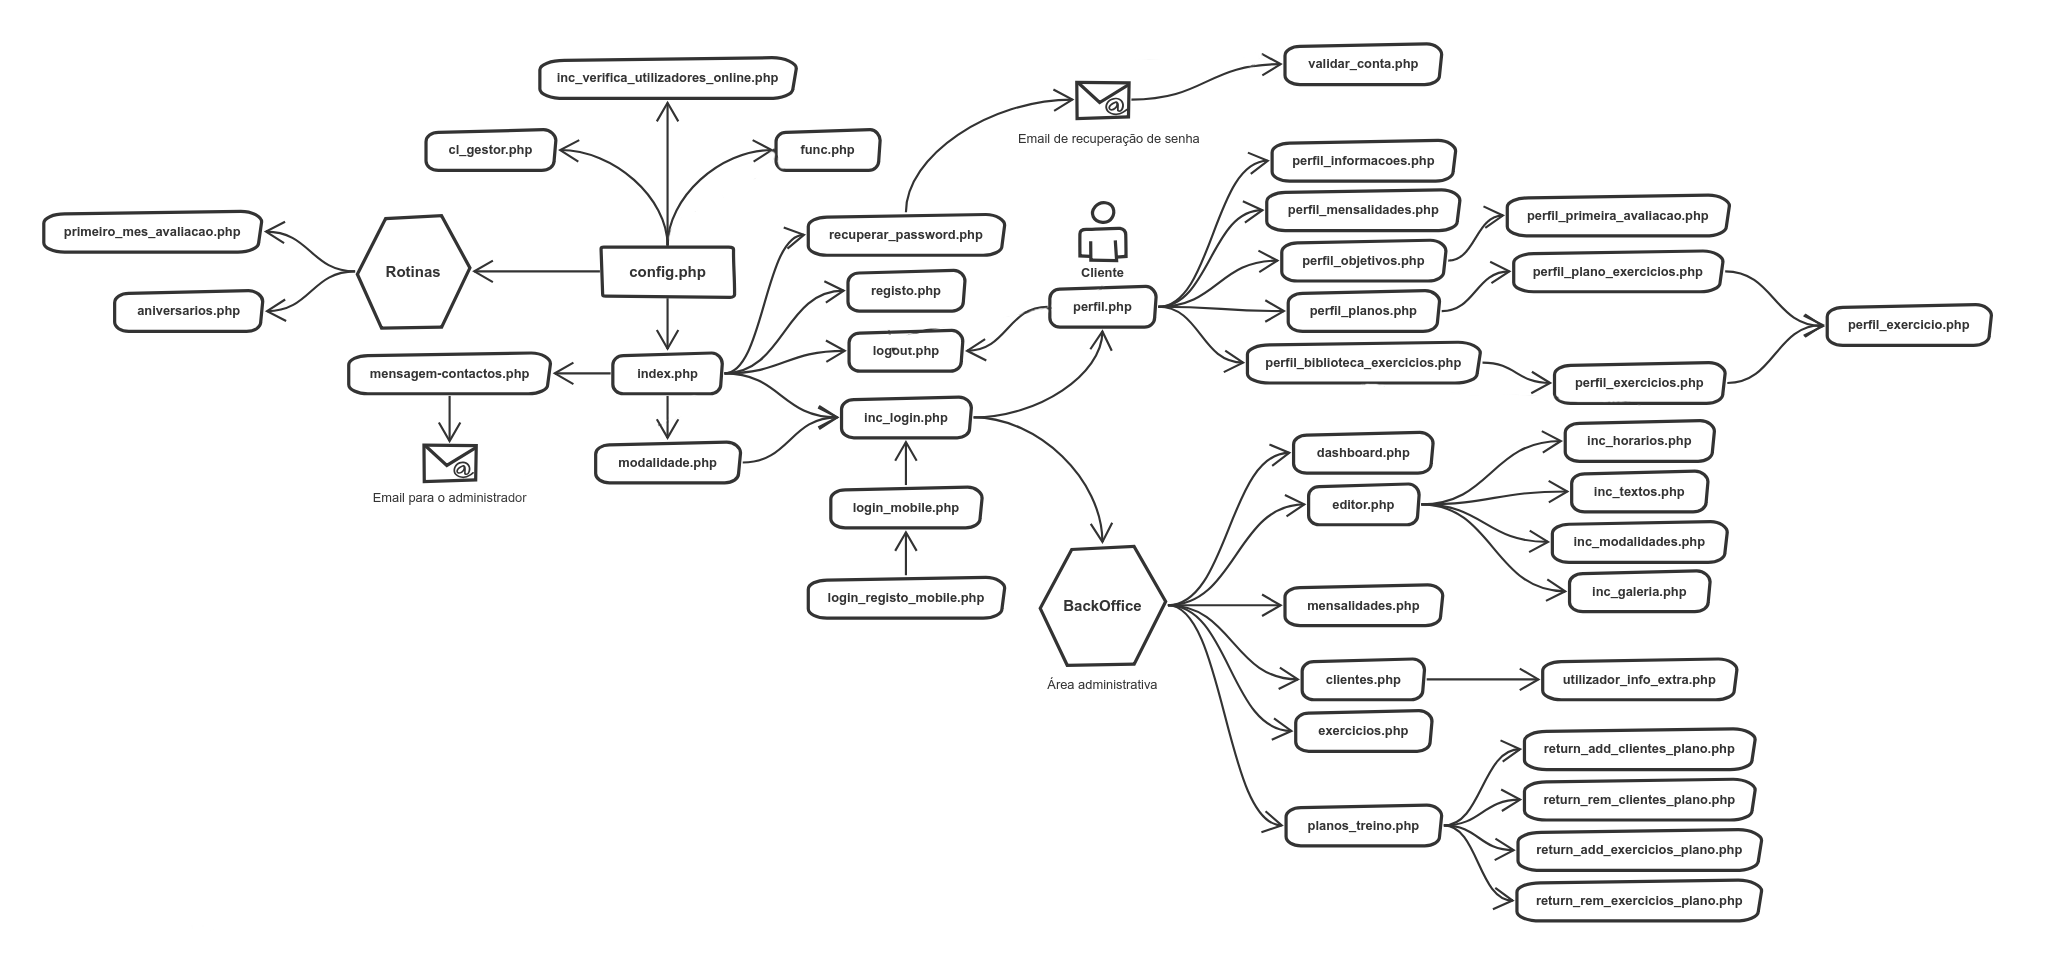 validar_conta.php
inc_verifica_utilizadores_online.php
Email de recuperação de senha
cl_gestor.php
func.php
perfil_informacoes.php
perfil_mensalidades.php
perfil_primeira_avaliacao.php
primeiro_mes_avaliacao.php
recuperar_password.php
perfil_objetivos.php
Rotinas
config.php
Cliente
perfil_plano_exercicios.php
registo.php
perfil.php
aniversarios.php
perfil_planos.php
perfil_exercicio.php
logout.php
perfil_biblioteca_exercicios.php
mensagem-contactos.php
index.php
perfil_exercicios.php
inc_login.php
inc_horarios.php
dashboard.php
modalidade.php
inc_textos.php
Email para o administrador
editor.php
login_mobile.php
inc_modalidades.php
inc_galeria.php
login_registo_mobile.php
BackOffice
mensalidades.php
Área administrativa
clientes.php
utilizador_info_extra.php
exercicios.php
return_add_clientes_plano.php
return_rem_clientes_plano.php
planos_treino.php
return_add_exercicios_plano.php
return_rem_exercicios_plano.php